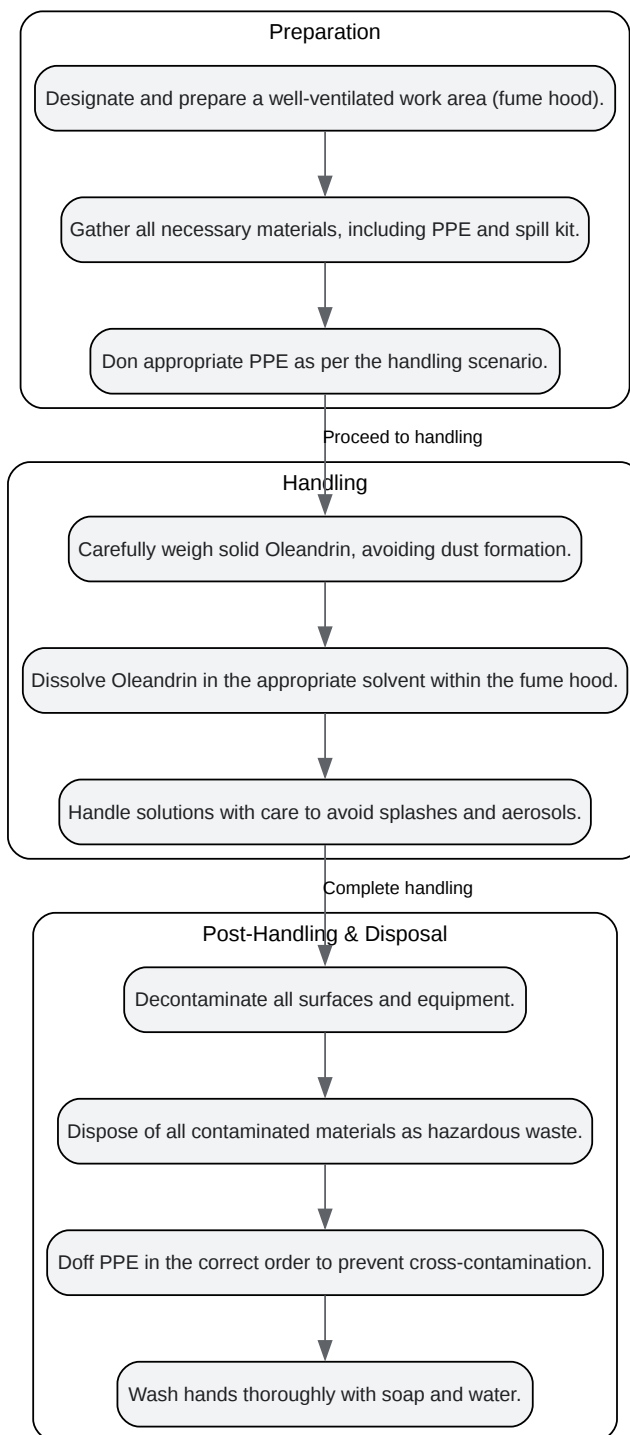 Preparation
Designate and prepare a well-ventilated work area (fume hood).
Gather all necessary materials, including PPE and spill kit.
Don appropriate PPE as per the handling scenario.
Proceed to handling
Handling
Carefully weigh solid Oleandrin, avoiding dust formation.
Dissolve Oleandrin in the appropriate solvent within the fume hood.
Handle solutions with care to avoid splashes and aerosols.
Complete handling
Post-Handling & Disposal
Decontaminate all surfaces and equipment.
Dispose of all contaminated materials as hazardous waste.
Doff PPE in the correct order to prevent cross-contamination.
Wash hands thoroughly with soap and water.